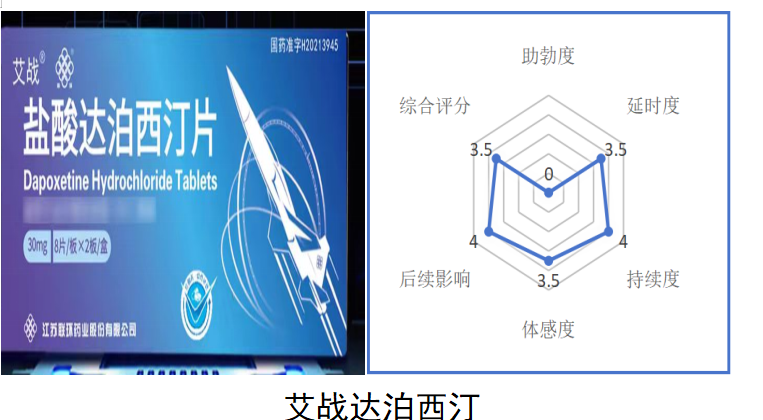 国药准字H20213945
艾战®
盐酸达泊西汀片
Dapoxetine Hydrochloride Tablets
30mg 8片/板×2板/盒
江苏联环药业股份有限公司
助勃度
综合评分
延时度
3.5
3.5
0
4
4
3.5
后续影响
持续度
体感度
艾战达泊西汀